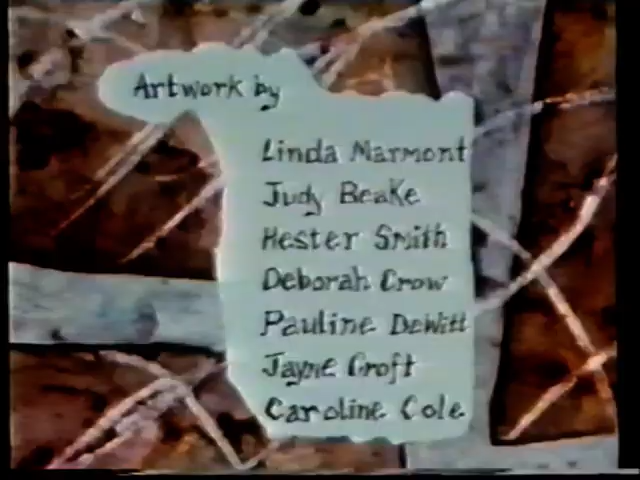 Artwork by
Linda Marmont
Judy Beake
Hester Smith
Deborah Crow
Pauline DeWitt
Jayne Croft
Caroline Cole